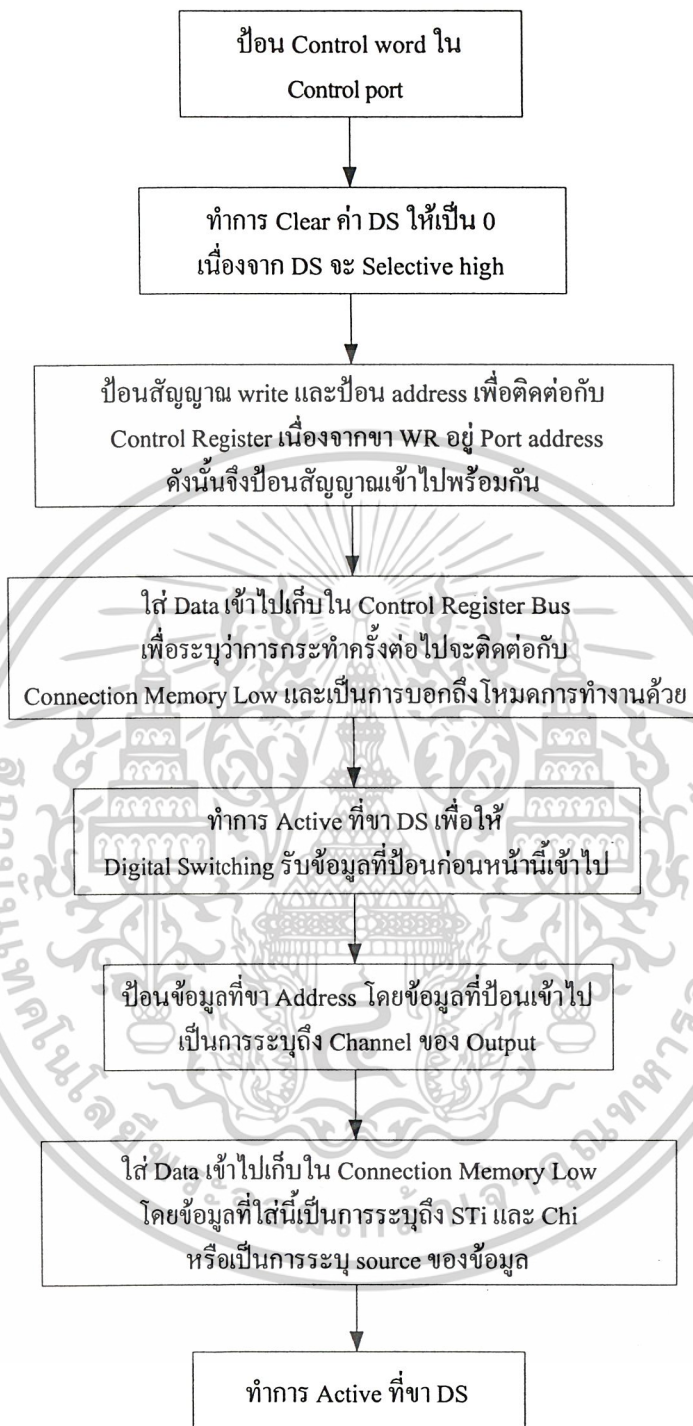 ป้อน Control word ใน
Control port
ทำการ Clear ค่า DS ให้เป็น 0
เนื่องจาก DS จะ Selective high
ป้อนสัญญาณ write และป้อน address เพื่อติดต่อกับ
Control Register เนื่องจากขา WR อยู่ Port address
ดังนั้นจึงป้อนสัญญาณเข้าไปพร้อมกัน
ใส่ Data เข้าไปเก็บใน Control Register Bus
เพื่อระบุว่าการกระทำครั้งต่อไปจะติดต่อกับ
Connection Memory Low และเป็นการบอกถึงโหมดการทำงานด้วย
ทำการ Active ที่ขา DS เพื่อให้
Digital Switching รับข้อมูลที่ป้อนก่อนหน้านี้เข้าไป
ป้อนข้อมูลที่ขา Address โดยข้อมูลที่ป้อนเข้าไป
เป็นการระบุถึง Channel ของ Output
ใส่ Data เข้าไปเก็บใน Connection Memory Low
โดยข้อมูลที่ใส่นี้เป็นการระบุถึง STi และ Chi
หรือเป็นการระบุ source ของข้อมูล
ทำการ Active ที่ขา DS